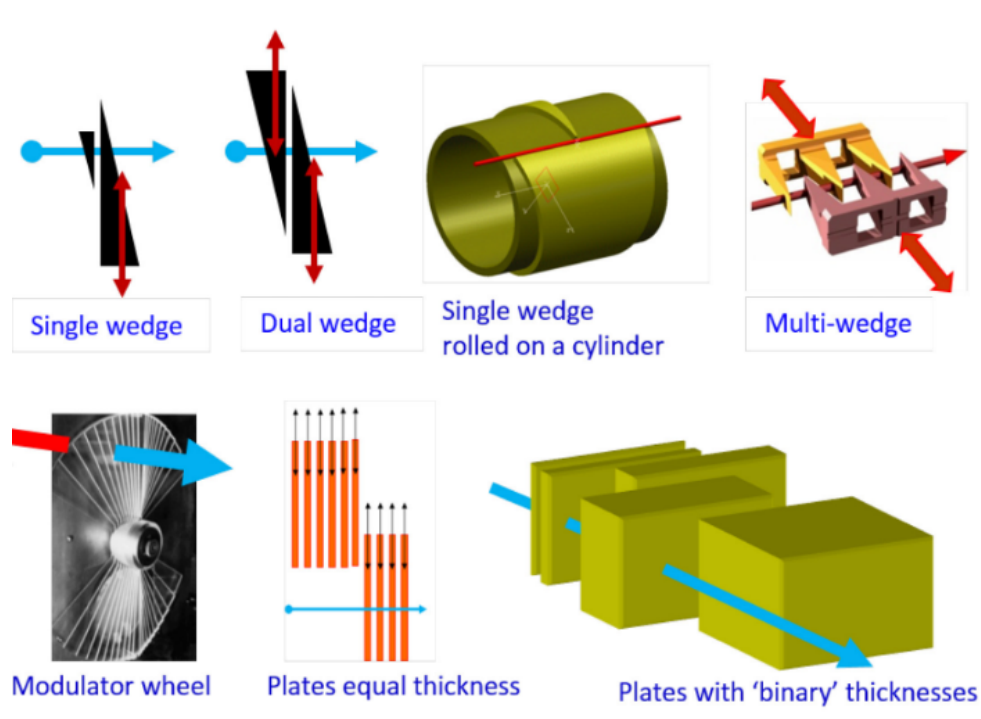 Single wedge
Dual wedge
Single wedge
rolled on a cylinder
Multi-wedge
Modulator wheel
Plates equal thickness
Plates with ‘binary’ thicknesses